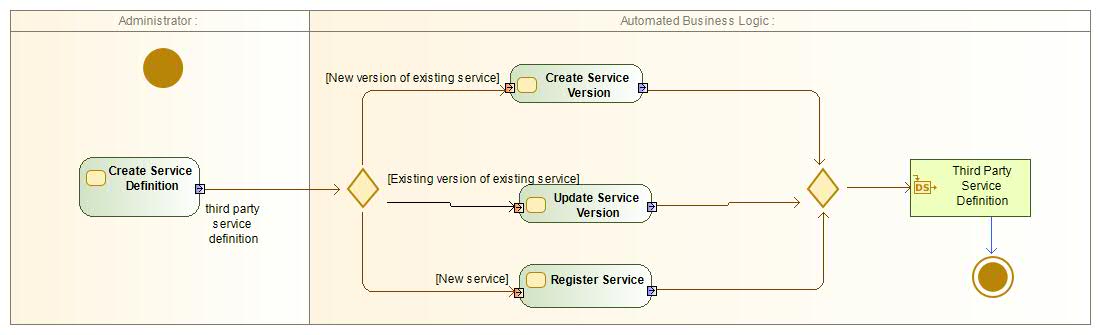 Administrator :
Automated Business Logic :
[New version of existing service]
Create Service
Version
Create Service
Definition
third party
service
definition
[Existing version of existing service]
Update Service
Version
[New service]
Register Service
DS
Third Party
Service
Definition